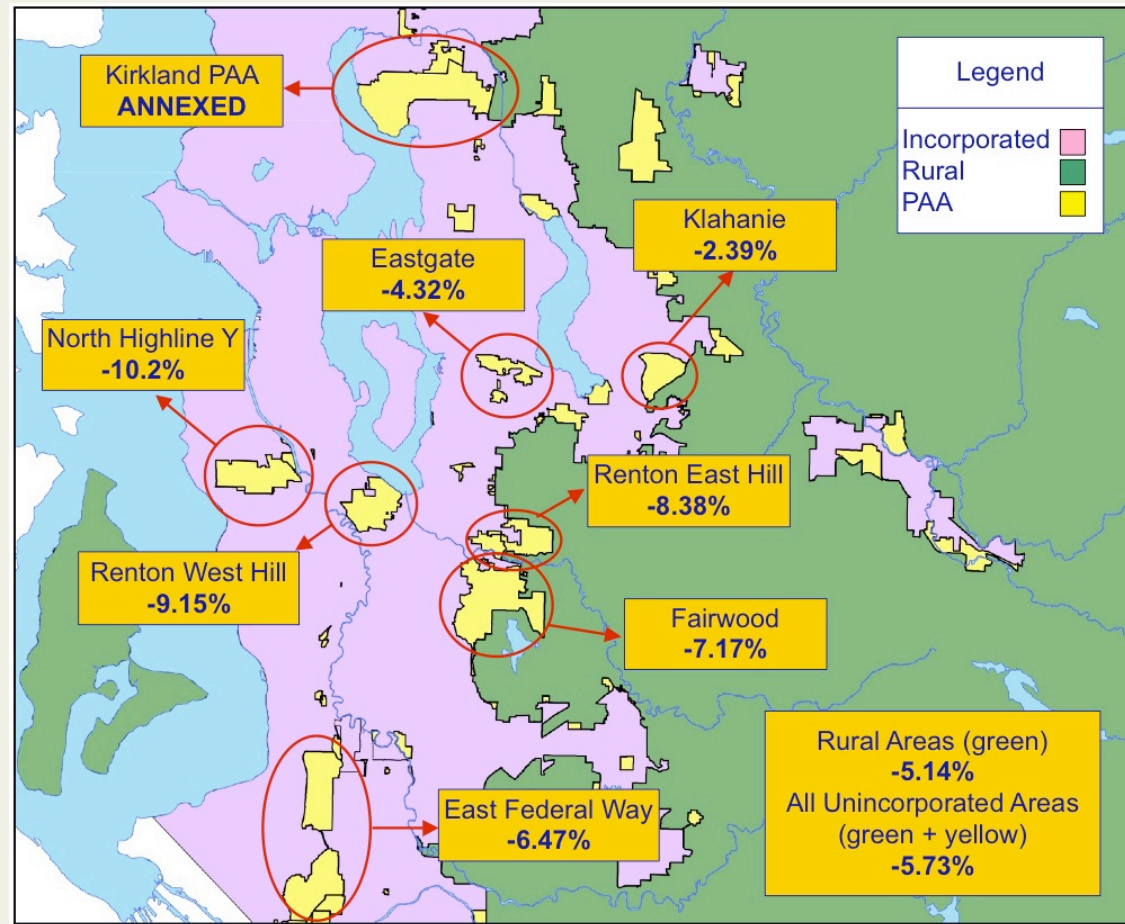 Kirkland PAA
ANNEXED
Legend
Incorporated
Rural
PAA
Klahanie
-2.39%
Eastgate
-4.32%
North Highline Y
-10.2%
Renton East Hill
-8.38%
Renton West Hill
-9.15%
Fairwood
-7.17%
Rural Areas (green)
-5.14%
All Unincorporated Areas
(green + yellow)
-5.73%
East Federal Way
-6.47%